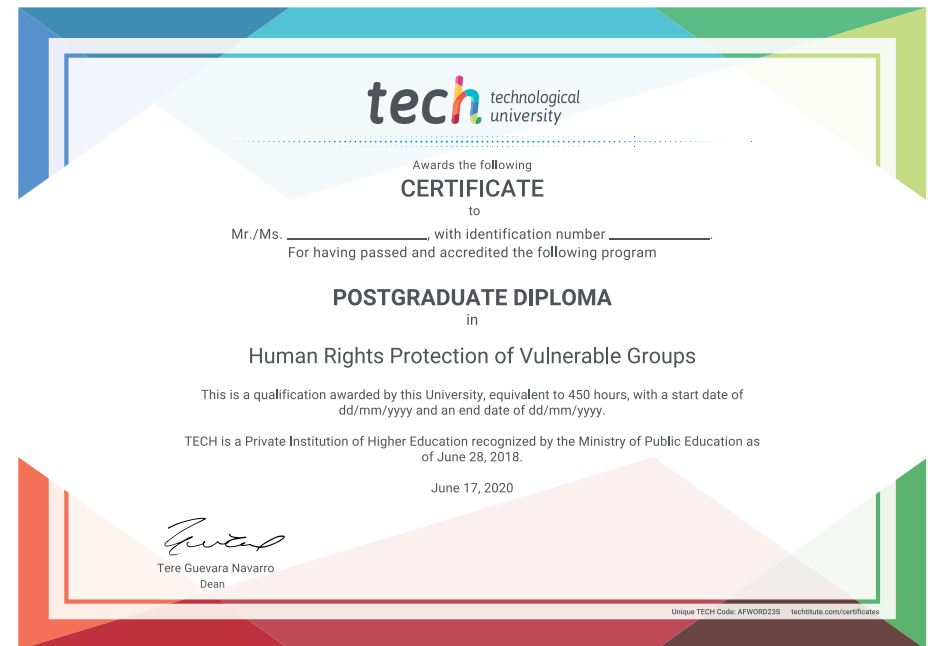 tech technological
university
Awards the following
CERTIFICATE
to
Mr./Ms. ____________________, with identification number ______________.
For having passed and accredited the following program
POSTGRADUATE DIPLOMA
in
Human Rights Protection of Vulnerable Groups
This is a qualification awarded by this University, equivalent to 450 hours, with a start date of
dd/mm/yyyy and an end date of dd/mm/yyyy.
TECH is a Private Institution of Higher Education recognized by the Ministry of Public Education as
of June 28, 2018.
June 17, 2020
Tere Guevara Navarro
Dean
Unique TECH Code: AFWORD23S techtitute.com/certificates